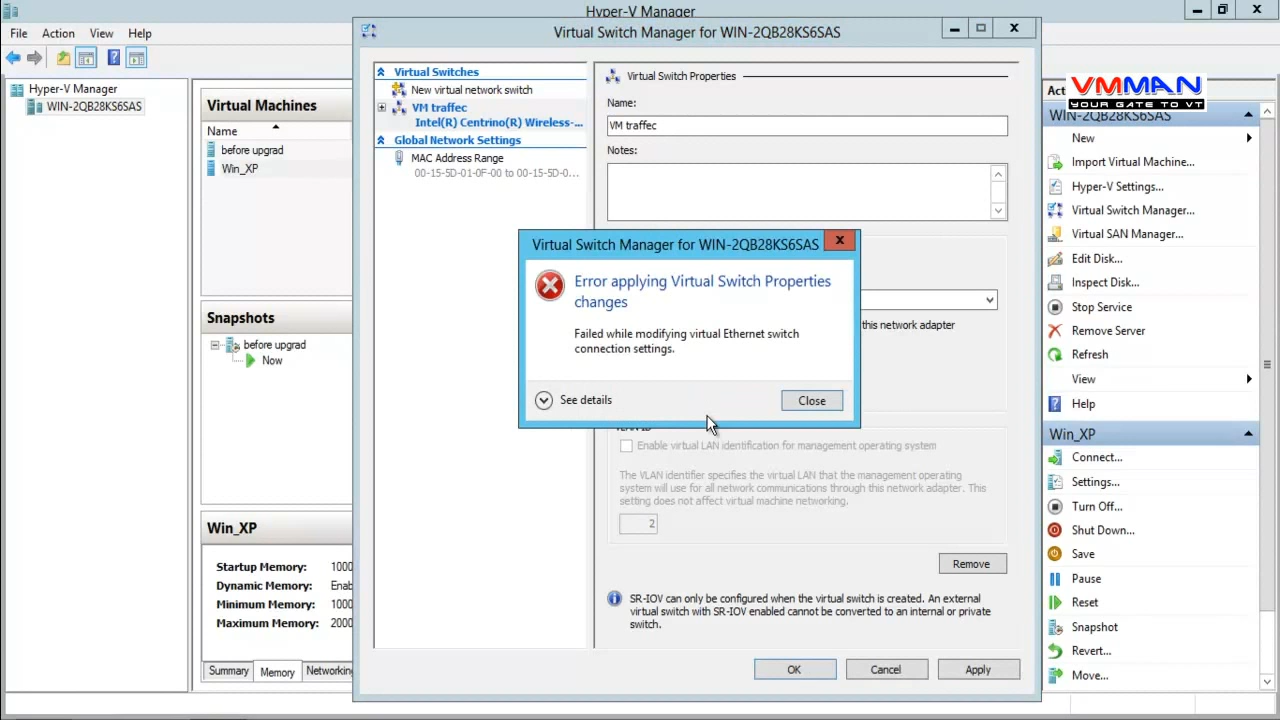 Hyper-V Manager
File Action View Help
Hyper-V Manager
WIN-2QB28KS6SAS
Virtual Machines
Name
before upgrad
Win_XP
Snapshots
before upgrad
Now
Win_XP
Startup Memory: 1000
Dynamic Memory: Enab
Minimum Memory: 1000
Maximum Memory: 2000
Summary Memory Networking
Virtual Switch Manager for WIN-2QB28KS6SAS
Virtual Switches
New virtual network switch
VM traffec
Intel(R) Centrino(R) Wireless-...
Global Network Settings
MAC Address Range
00-15-5D-01-0F-00 to 00-15-5D-0...
Virtual Switch Properties
Name:
VM traffec
Notes:
this network adapter
VLAN ID
Enable virtual LAN identification for management operating system
The VLAN identifier specifies the virtual LAN that the management operating
system will use for all network communications through this network adapter. This
setting does not affect virtual machine networking.
2
Remove
SR-IOV can only be configured when the virtual switch is created. An external
virtual switch with SR-IOV enabled cannot be converted to an internal or private
switch.
OK Cancel Apply
Virtual Switch Manager for WIN-2QB28KS6SAS
Error applying Virtual Switch Properties
changes
Failed while modifying virtual Ethernet switch
connection settings.
See details
Close
Act
VMMAN
YOUR GATE TO VT
WIN-2QB28KS6SAS
New
Import Virtual Machine...
Hyper-V Settings...
Virtual Switch Manager...
Virtual SAN Manager...
Edit Disk...
Inspect Disk...
Stop Service
Remove Server
Refresh
View
Help
Win_XP
Connect...
Settings...
Turn Off...
Shut Down...
Save
Pause
Reset
Snapshot
Revert...
Move...